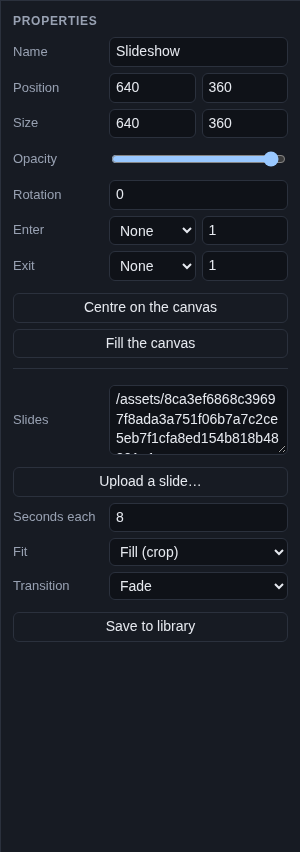 PROPERTIES
Name Slideshow
Position 640 360
Size 640 360
Opacity
Rotation 0
Enter None 1
Exit None 1
Centre on the canvas
Fill the canvas
Slides
/assets/8ca3ef6868c3969
7f8ada3a751f06b7a7c2ce
5eb7f1cfa8ed154b818b48
Upload a slide…
Seconds each 8
Fit Fill (crop)
Transition Fade
Save to library